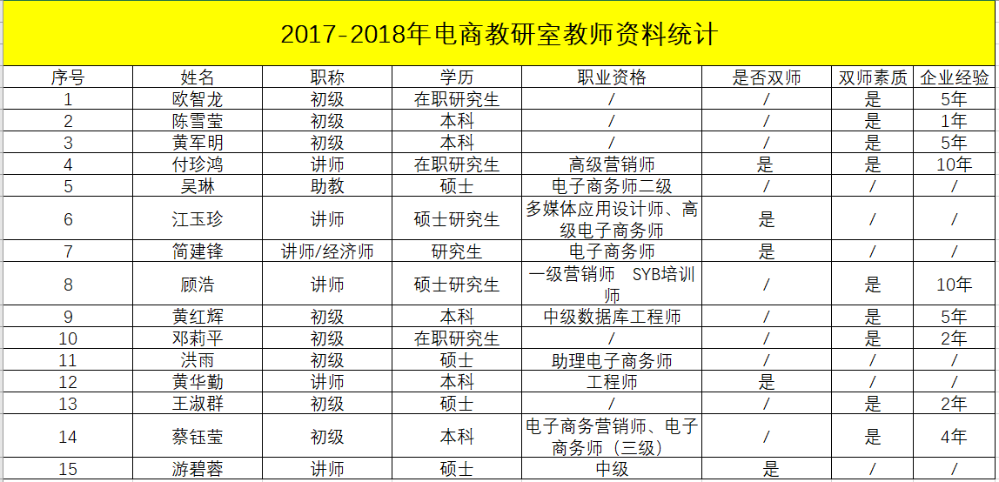 2017-2018年电商教研室教师资料统计
序号 姓名 职称 学历 职业资格 是否双师 双师素质 企业经验
1 欧智龙 初级 在职研究生 / / 是 5年
2 陈雪莹 初级 本科 / / 是 1年
3 黄军明 初级 本科 / / 是 5年
4 付珍鸿 讲师 在职研究生 高级营销师 是 是 10年
5 吴琳 助教 硕士 电子商务师二级 / / /
6 江玉珍 讲师 硕士研究生 多媒体应用设计师、高
级电子商务师 是 / /
7 简建锋 讲师/经济师 研究生 电子商务师 是 / /
8 顾浩 讲师 硕士研究生 一级营销师 SYB培训
师 / 是 10年
9 黄红辉 初级 本科 中级数据库工程师 / 是 5年
10 邓莉平 初级 在职研究生 / / 是 2年
11 洪雨 初级 硕士 助理电子商务师 / / /
12 黄华勤 讲师 本科 工程师 是 / /
13 王淑群 初级 硕士 / / 是 2年
14 蔡钰莹 初级 本科 电子商务营销师、电子
商务师（三级） / 是 4年
15 游碧蓉 讲师 硕士 中级 是 / /